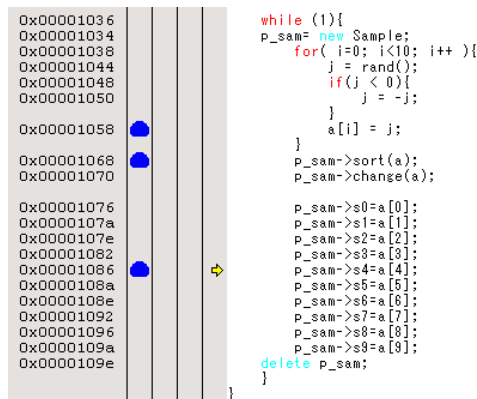 0x00001036 while (1){
0x00001034 p_sam= new Sample;
0x00001038 for( i=0; i<10; i++ ){
0x00001044 j = rand();
0x00001048 if(j < 0){
0x00001050 j = -j;
}
0x00001058 a[i] = j;
}
0x00001068 p_sam->sort(a);
0x00001070 p_sam->change(a);
0x00001076 p_sam->s0=a[0];
0x0000107a p_sam->s1=a[1];
0x0000107e p_sam->s2=a[2];
0x00001082 p_sam->s3=a[3];
0x00001086 p_sam->s4=a[4];
0x0000108a p_sam->s5=a[5];
0x0000108e p_sam->s6=a[6];
0x00001092 p_sam->s7=a[7];
0x00001096 p_sam->s8=a[8];
0x0000109a p_sam->s9=a[9];
0x0000109e delete p_sam;
}
}